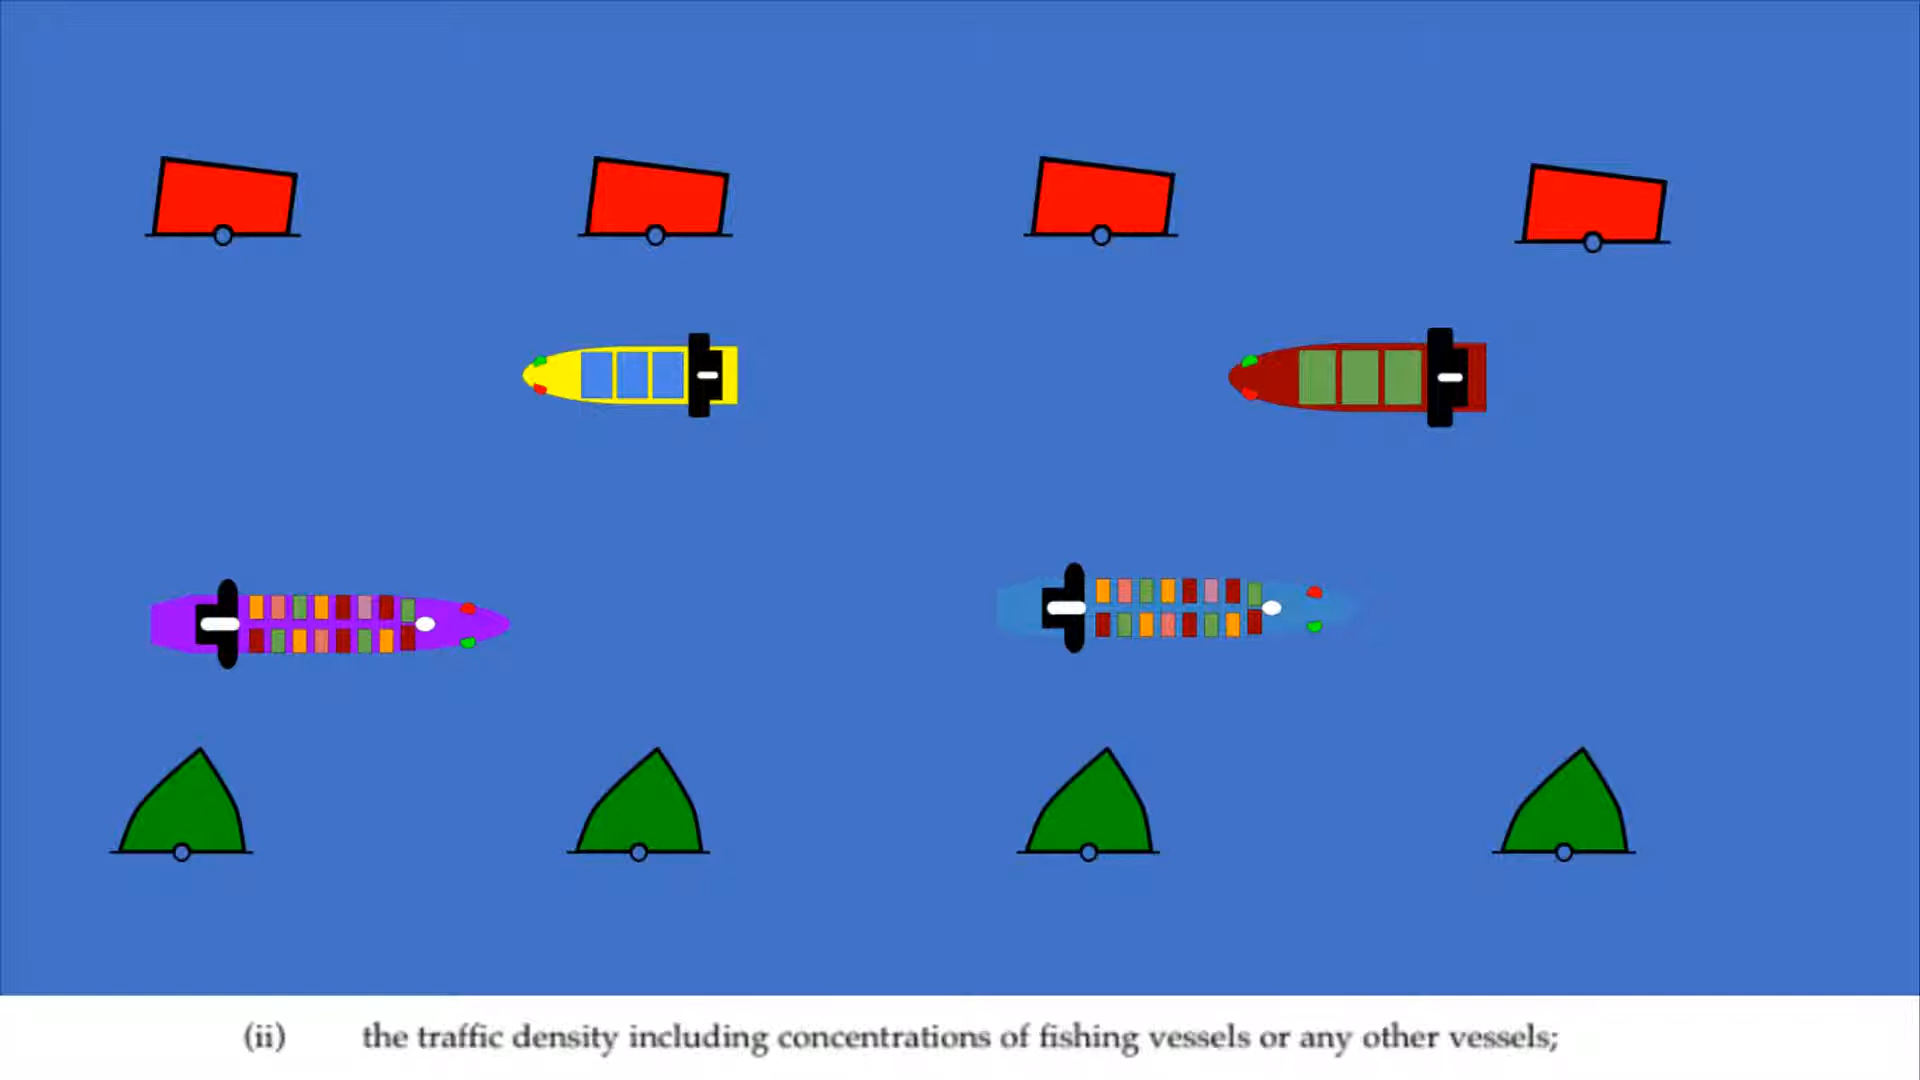 (ii) the traffic density including concentrations of fishing vessels or any other vessels;